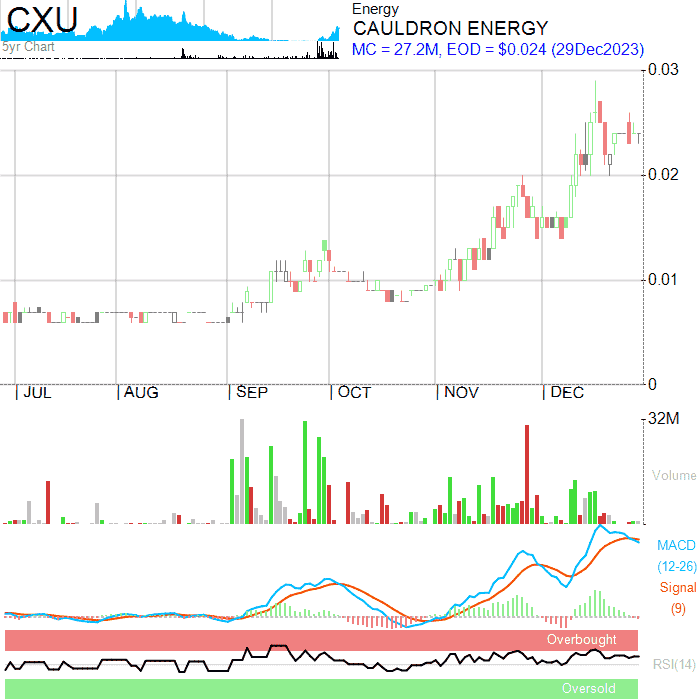 CXU
5yr Chart
Energy
CAULDRON ENERGY
MC = 27.2M, EOD = $0.024 (29Dec2023)
0.03
0.02
0.01
0
JUL AUG SEP OCT NOV DEC
32M
Volume
MACD
(12-26)
Signal
(9)
Overbought
RSI(14)
Oversold